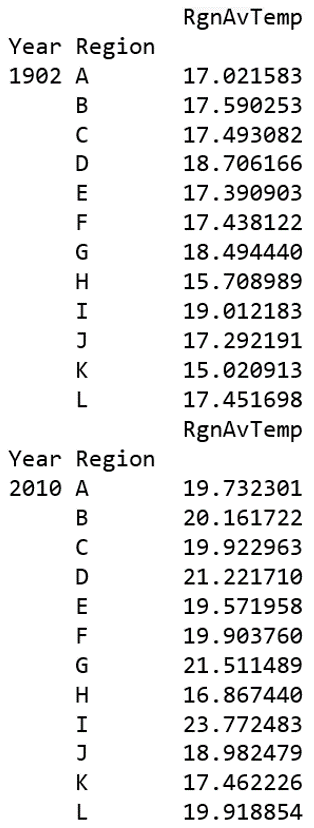 RgnAvTemp
Year Region
1902 A 17.021583
B 17.590253
C 17.493082
D 18.706166
E 17.390903
F 17.438122
G 18.494440
H 15.708989
I 19.012183
J 17.292191
K 15.020913
L 17.451698
RgnAvTemp
Year Region
2010 A 19.732301
B 20.161722
C 19.922963
D 21.221710
E 19.571958
F 19.903760
G 21.511489
H 16.867440
I 23.772483
J 18.982479
K 17.462226
L 19.918854